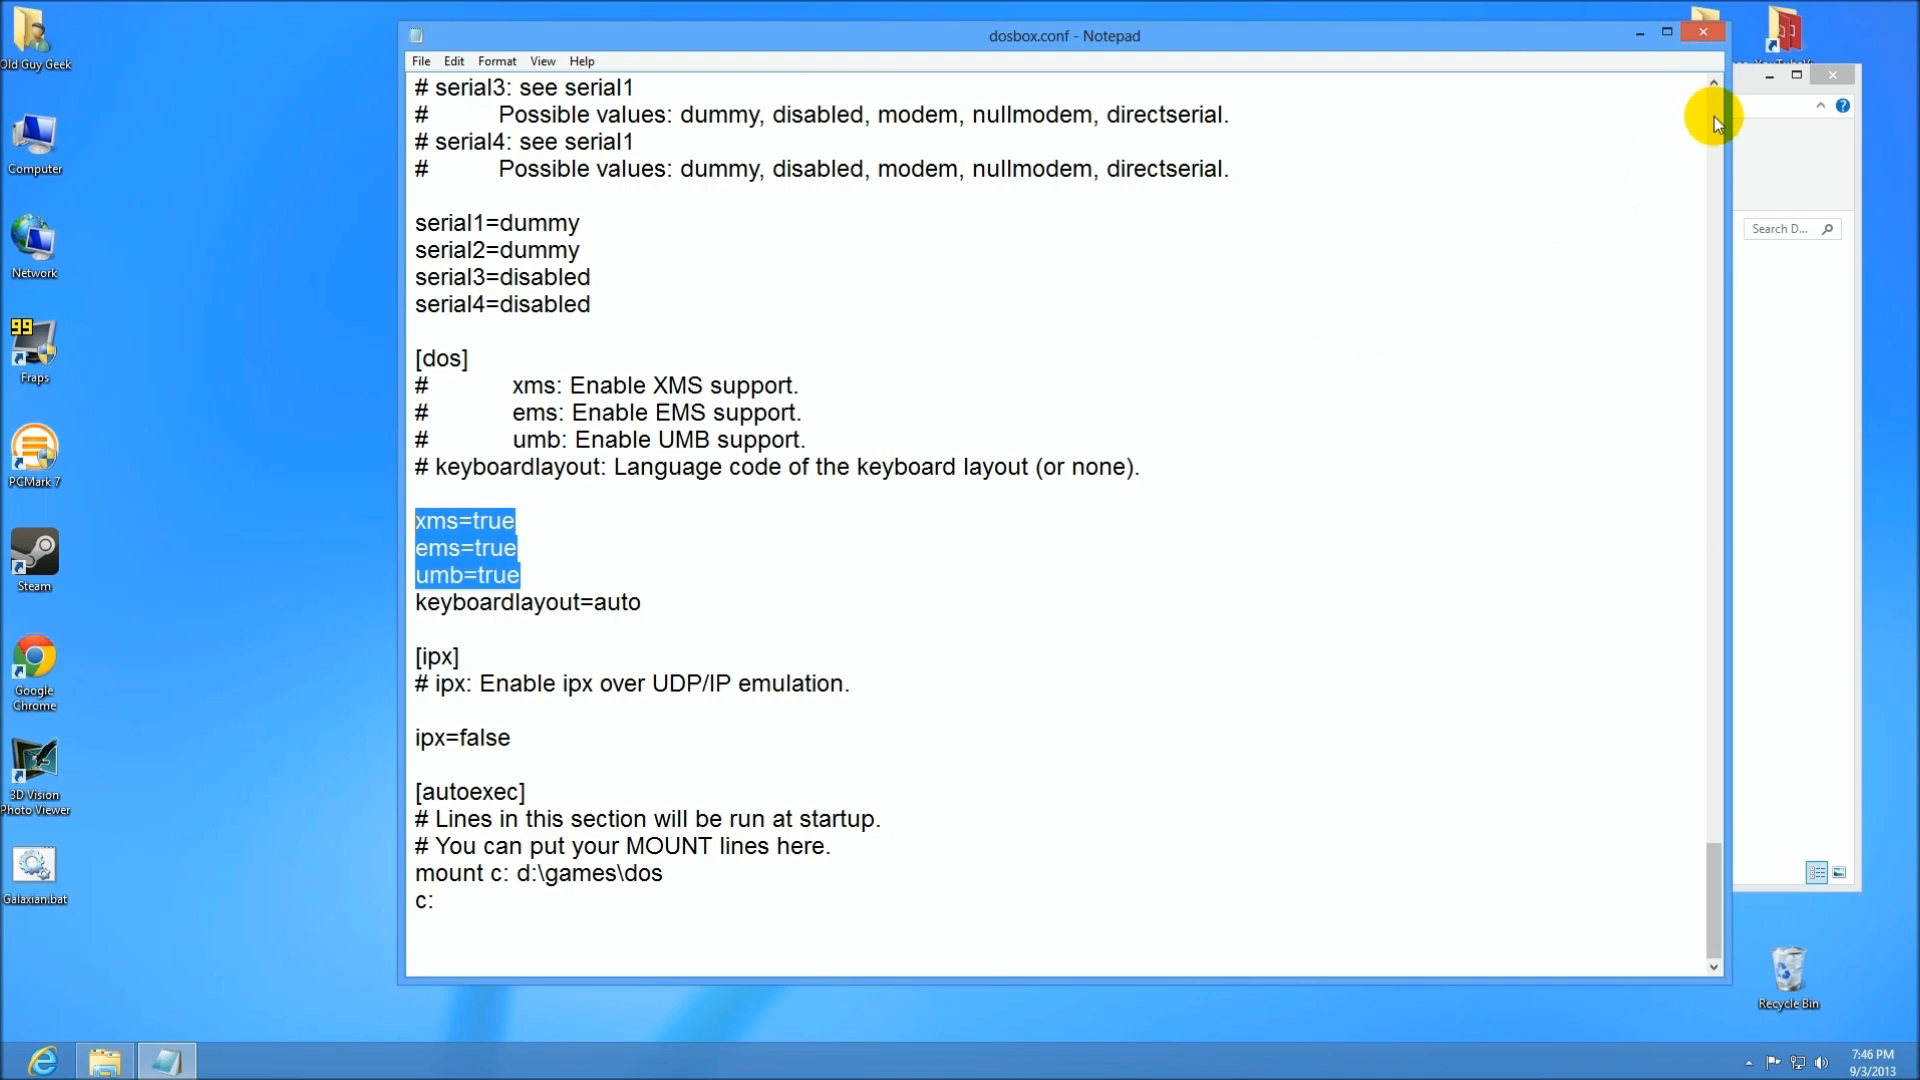 dosbox.conf - Notepad
File Edit Format View Help
# serial3: see serial1
# Possible values: dummy, disabled, modem, nullmodem, directserial.
# serial4: see serial1
# Possible values: dummy, disabled, modem, nullmodem, directserial.
serial1=dummy
serial2=dummy
serial3=disabled
serial4=disabled
[dos]
# xms: Enable XMS support.
# ems: Enable EMS support.
# umb: Enable UMB support.
# keyboardlayout: Language code of the keyboard layout (or none).
xms=true
ems=true
umb=true
keyboardlayout=auto
[ipx]
# ipx: Enable ipx over UDP/IP emulation.
ipx=false
[autoexec]
# Lines in this section will be run at startup.
# You can put your MOUNT lines here.
mount c: d:\games\dos
c:
Old Guy Geek
Computer
Network
99
Fraps
PCMark 7
Steam
Google
Chrome
3D Vision
Photo Viewer
Galaxian.bat
Search D...
Recycle Bin
7:46 PM
9/3/2013